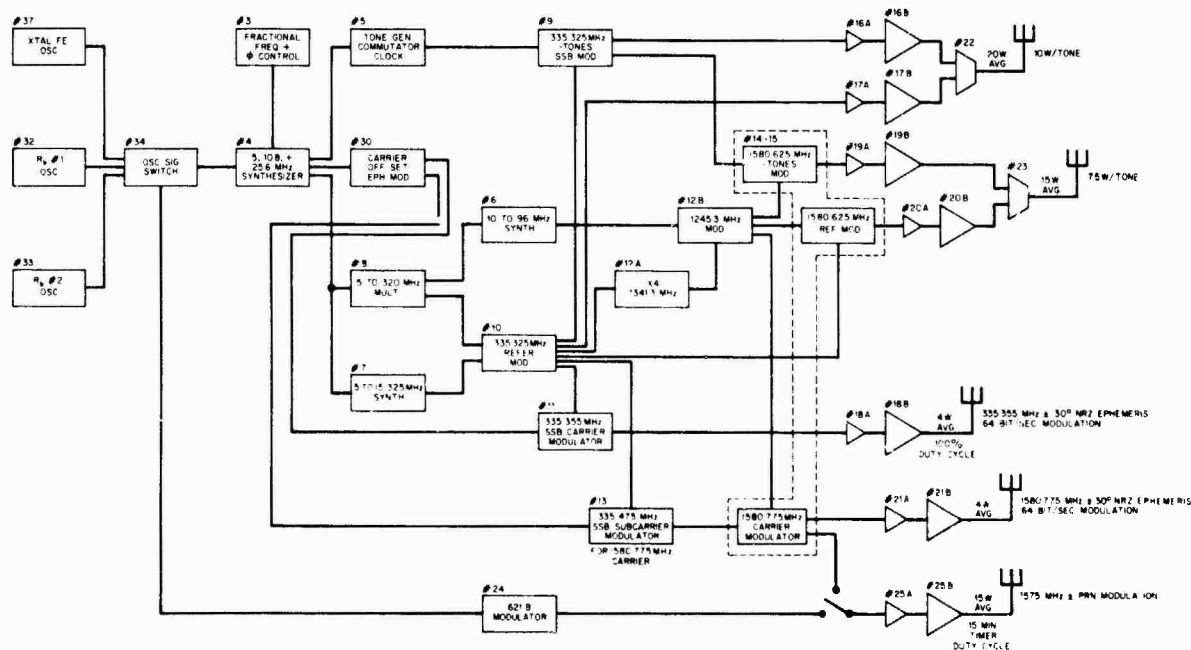 #37
XTAL FE
OSC
#3
FRACTIONAL
FREQ +
ϕ CONTROL
#5
TONE GEN
COMMUTATOR
CLOCK
#9
335.325 MHz
-TONES
SSB MOD
#16A
#16B
#22
20W
AVG
10W/TONE
#17A
#17B
#32
Rb #1
OSC
#34
OSC SIG
SWITCH
#4
5, 10.8, +
25.6 MHz
SYNTHESIZER
#30
CARRIER
OFF SET
EPH MOD
#14-15
1580.625 MHz
-TONES
MOD
#19A
#19B
#23
15W
AVG
7.5W/TONE
#6
10 TO 96 MHz
SYNTH
#12B
1245.3 MHz
MOD
1580.625 MHz
REF MOD
#20A
#20B
#33
Rb #2
OSC
#8
5 TO 320 MHz
MULT
#12A
X4
1341.3 MHz
#10
335.325 MHz
REFER
MOD
#7
5 TO 15.325 MHz
SYNTH
#11
335.355 MHz
SSB CARRIER
MODULATOR
#18A
#18B
4W
AVG
100%
DUTY CYCLE
335.355 MHz ± 30° NRZ EPHEMERIS
64 BIT/SEC MODULATION
#13
335.475 MHz
SSB SUBCARRIER
MODULATOR
FOR 1580.775 MHz
CARRIER
1580.775 MHz
CARRIER
MODULATOR
#21A
#21B
4W
AVG
1580.775 MHz ± 30° NRZ EPHEMERIS
64 BIT/SEC MODULATION
#24
621 B
MODULATOR
#25A
#25B
15W
AVG
15 MIN
TIMER
DUTY CYCLE
1575 MHz ± PRN MODULATION